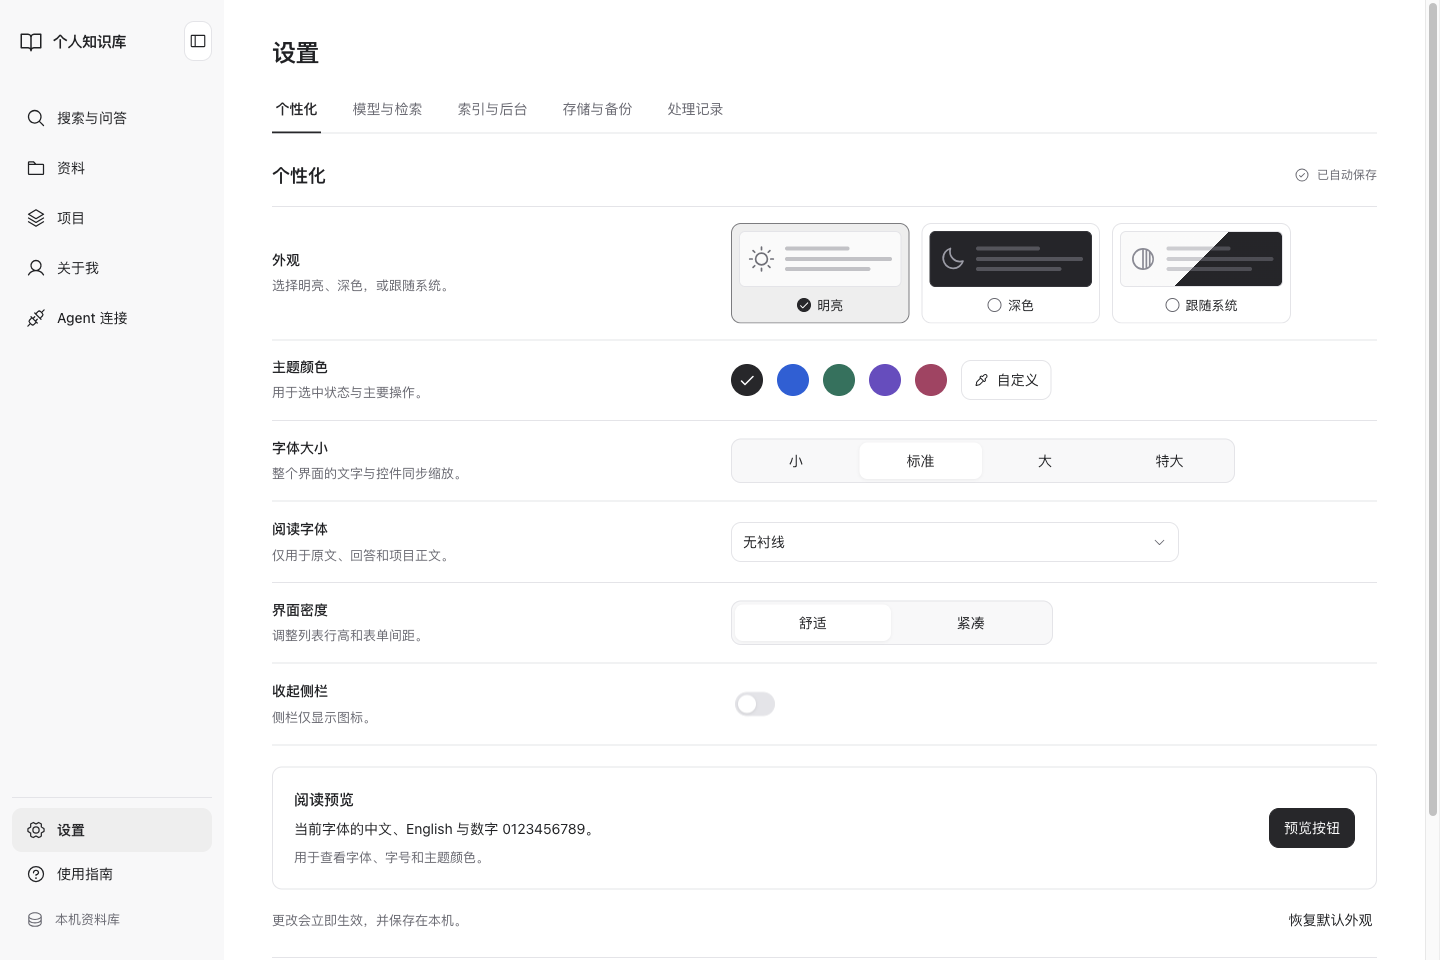 个人知识库
搜索与问答
资料
项目
关于我
Agent 连接
设置
使用指南
本机资料库
设置
个性化
模型与检索
索引与后台
存储与备份
处理记录
个性化
已自动保存
外观
选择明亮、深色，或跟随系统。
明亮
深色
跟随系统
主题颜色
用于选中状态与主要操作。
自定义
字体大小
整个界面的文字与控件同步缩放。
小
标准
大
特大
阅读字体
仅用于原文、回答和项目正文。
无衬线
界面密度
调整列表行高和表单间距。
舒适
紧凑
收起侧栏
侧栏仅显示图标。
阅读预览
当前字体的中文、English 与数字 0123456789。
用于查看字体、字号和主题颜色。
预览按钮
更改会立即生效，并保存在本机。
恢复默认外观